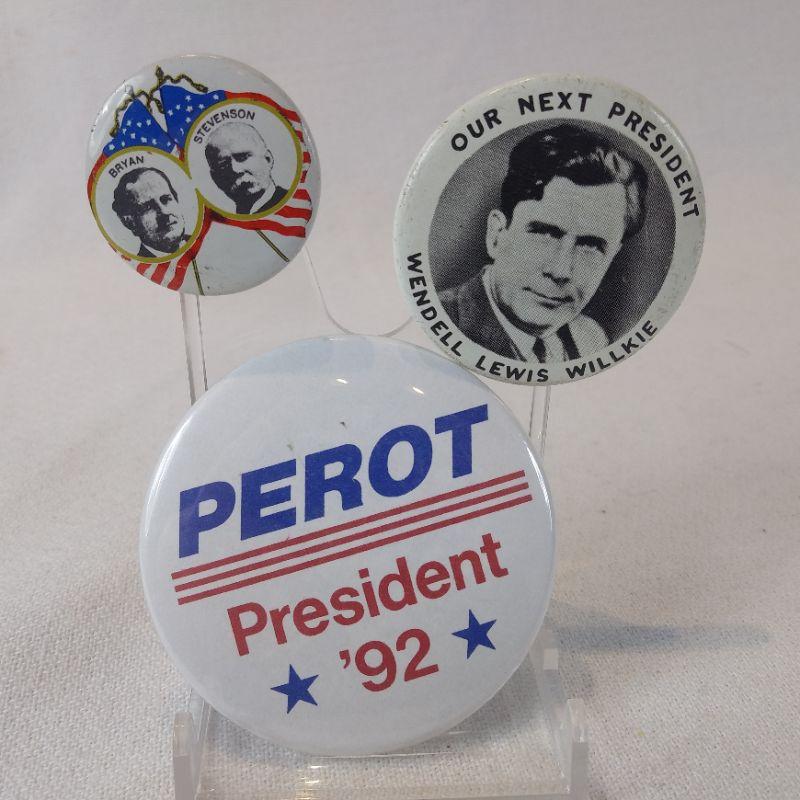 BRYAN
STEVENSON
OUR NEXT PRESIDENT
WENDELL LEWIS WILLKIE
PEROT
President
'92